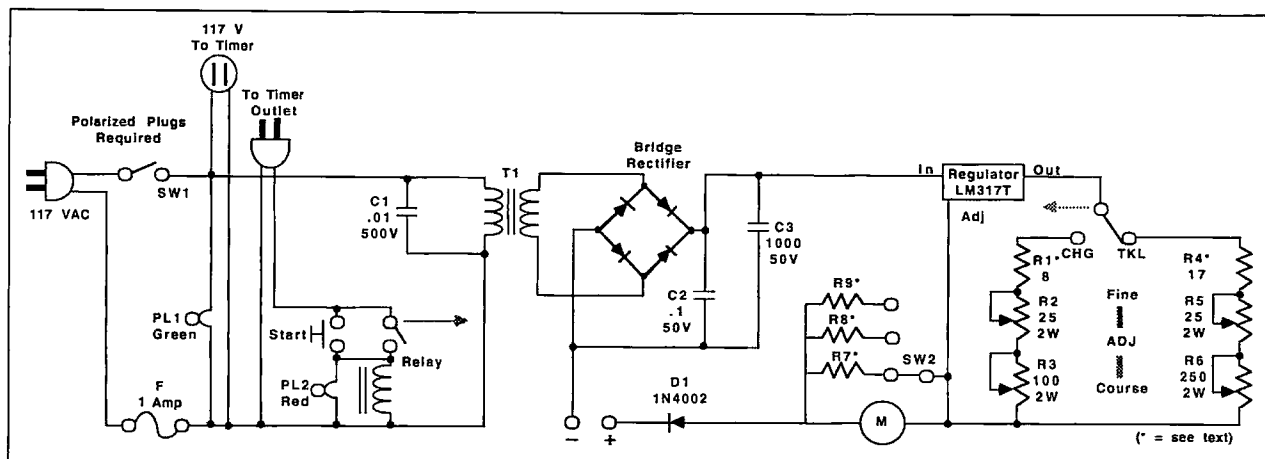 117 V
To Timer
To Timer
Outlet
Polarized Plugs
Required
SW1
117 VAC
C1
.01
500V
T1
Bridge
Rectifier
In
Regulator
LM317T
Out
Adj
C3
1000
50V
C2
.1
50V
CHG
TKL
R1*
8
R2
25
2W
R3
100
2W
Fine
ADJ
Course
R4*
17
R5
25
2W
R6
250
2W
R9*
R8*
R7*
SW2
PL1
Green
Start
Relay
PL2
Red
F
1 Amp
D1
1N4002
- +
M
(* = see text)